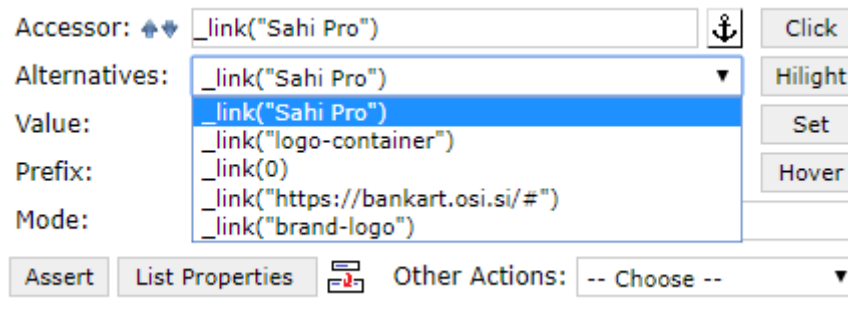 Accessor: _link("Sahi Pro") Click
Alternatives: _link("Sahi Pro") Hilight
_link("Sahi Pro")
Value: _link("logo-container") Set
_link(0)
Prefix: _link("https://bankart.osi.si/#") Hover
Mode: _link("brand-logo")
Assert List Properties Other Actions: -- Choose --